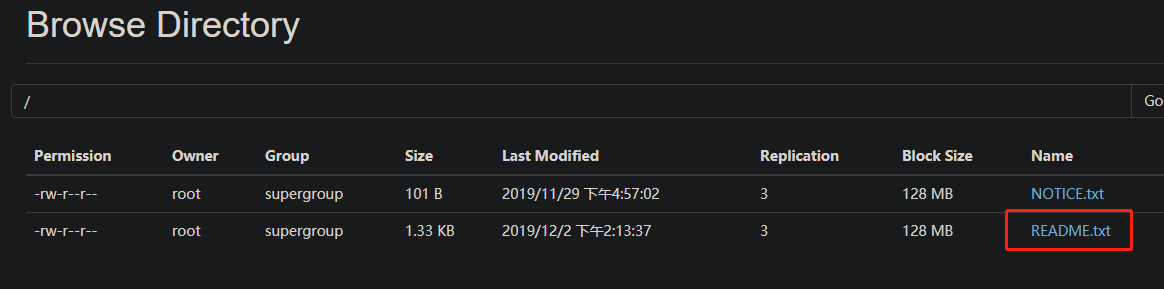 Browse Directory
/ Go
Permission Owner Group Size Last Modified Replication Block Size Name
-rw-r--r-- root supergroup 101 B 2019/11/29 下午4:57:02 3 128 MB NOTICE.txt
-rw-r--r-- root supergroup 1.33 KB 2019/12/2 下午2:13:37 3 128 MB README.txt